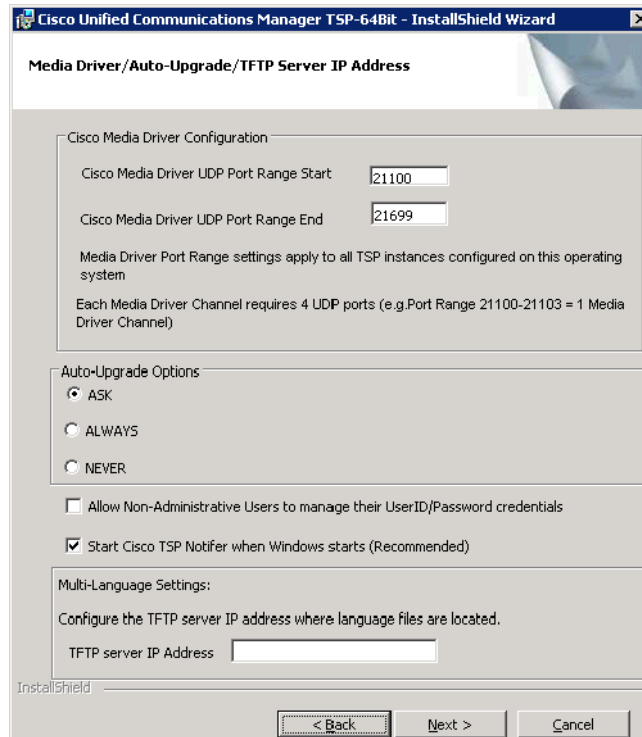 Cisco Unified Communications Manager TSP-64Bit - InstallShield Wizard
Media Driver/Auto-Upgrade/TFTP Server IP Address
Cisco Media Driver Configuration
Cisco Media Driver UDP Port Range Start 21100
Cisco Media Driver UDP Port Range End 21699
Media Driver Port Range settings apply to all TSP instances configured on this operating
system
Each Media Driver Channel requires 4 UDP ports (e.g.Port Range 21100-21103 = 1 Media
Driver Channel)
Auto-Upgrade Options
ASK
ALWAYS
NEVER
Allow Non-Administrative Users to manage their UserID/Password credentials
Start Cisco TSP Notifer when Windows starts (Recommended)
Multi-Language Settings:
Configure the TFTP server IP address where language files are located.
TFTP server IP Address
InstallShield
< Back Next > Cancel